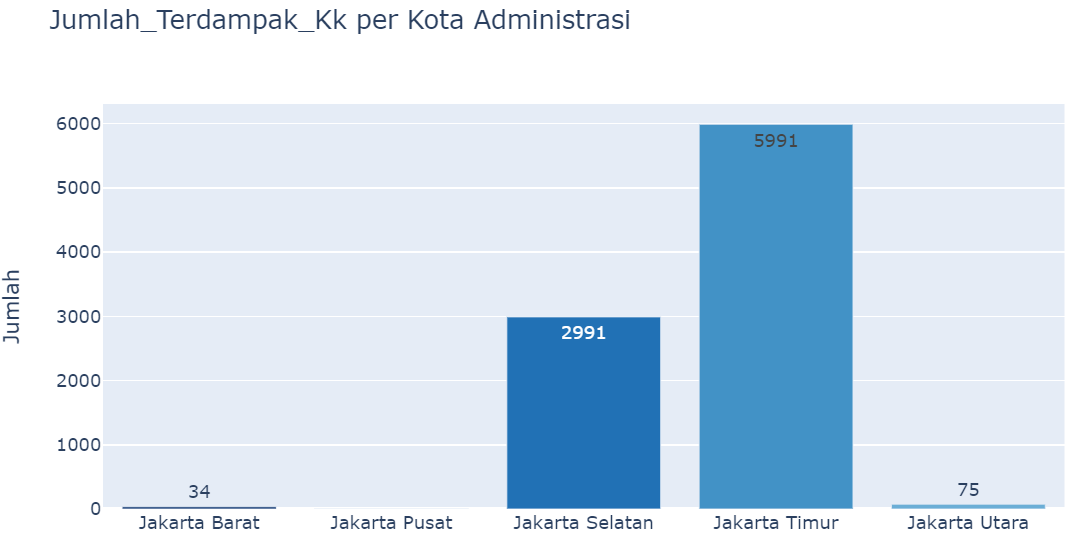 Jumlah_Terdampak_Kk per Kota Administrasi
Jumlah
6000
5000
4000
3000
2000
1000
0
34
2991
5991
75
Jakarta Barat
Jakarta Pusat
Jakarta Selatan
Jakarta Timur
Jakarta Utara